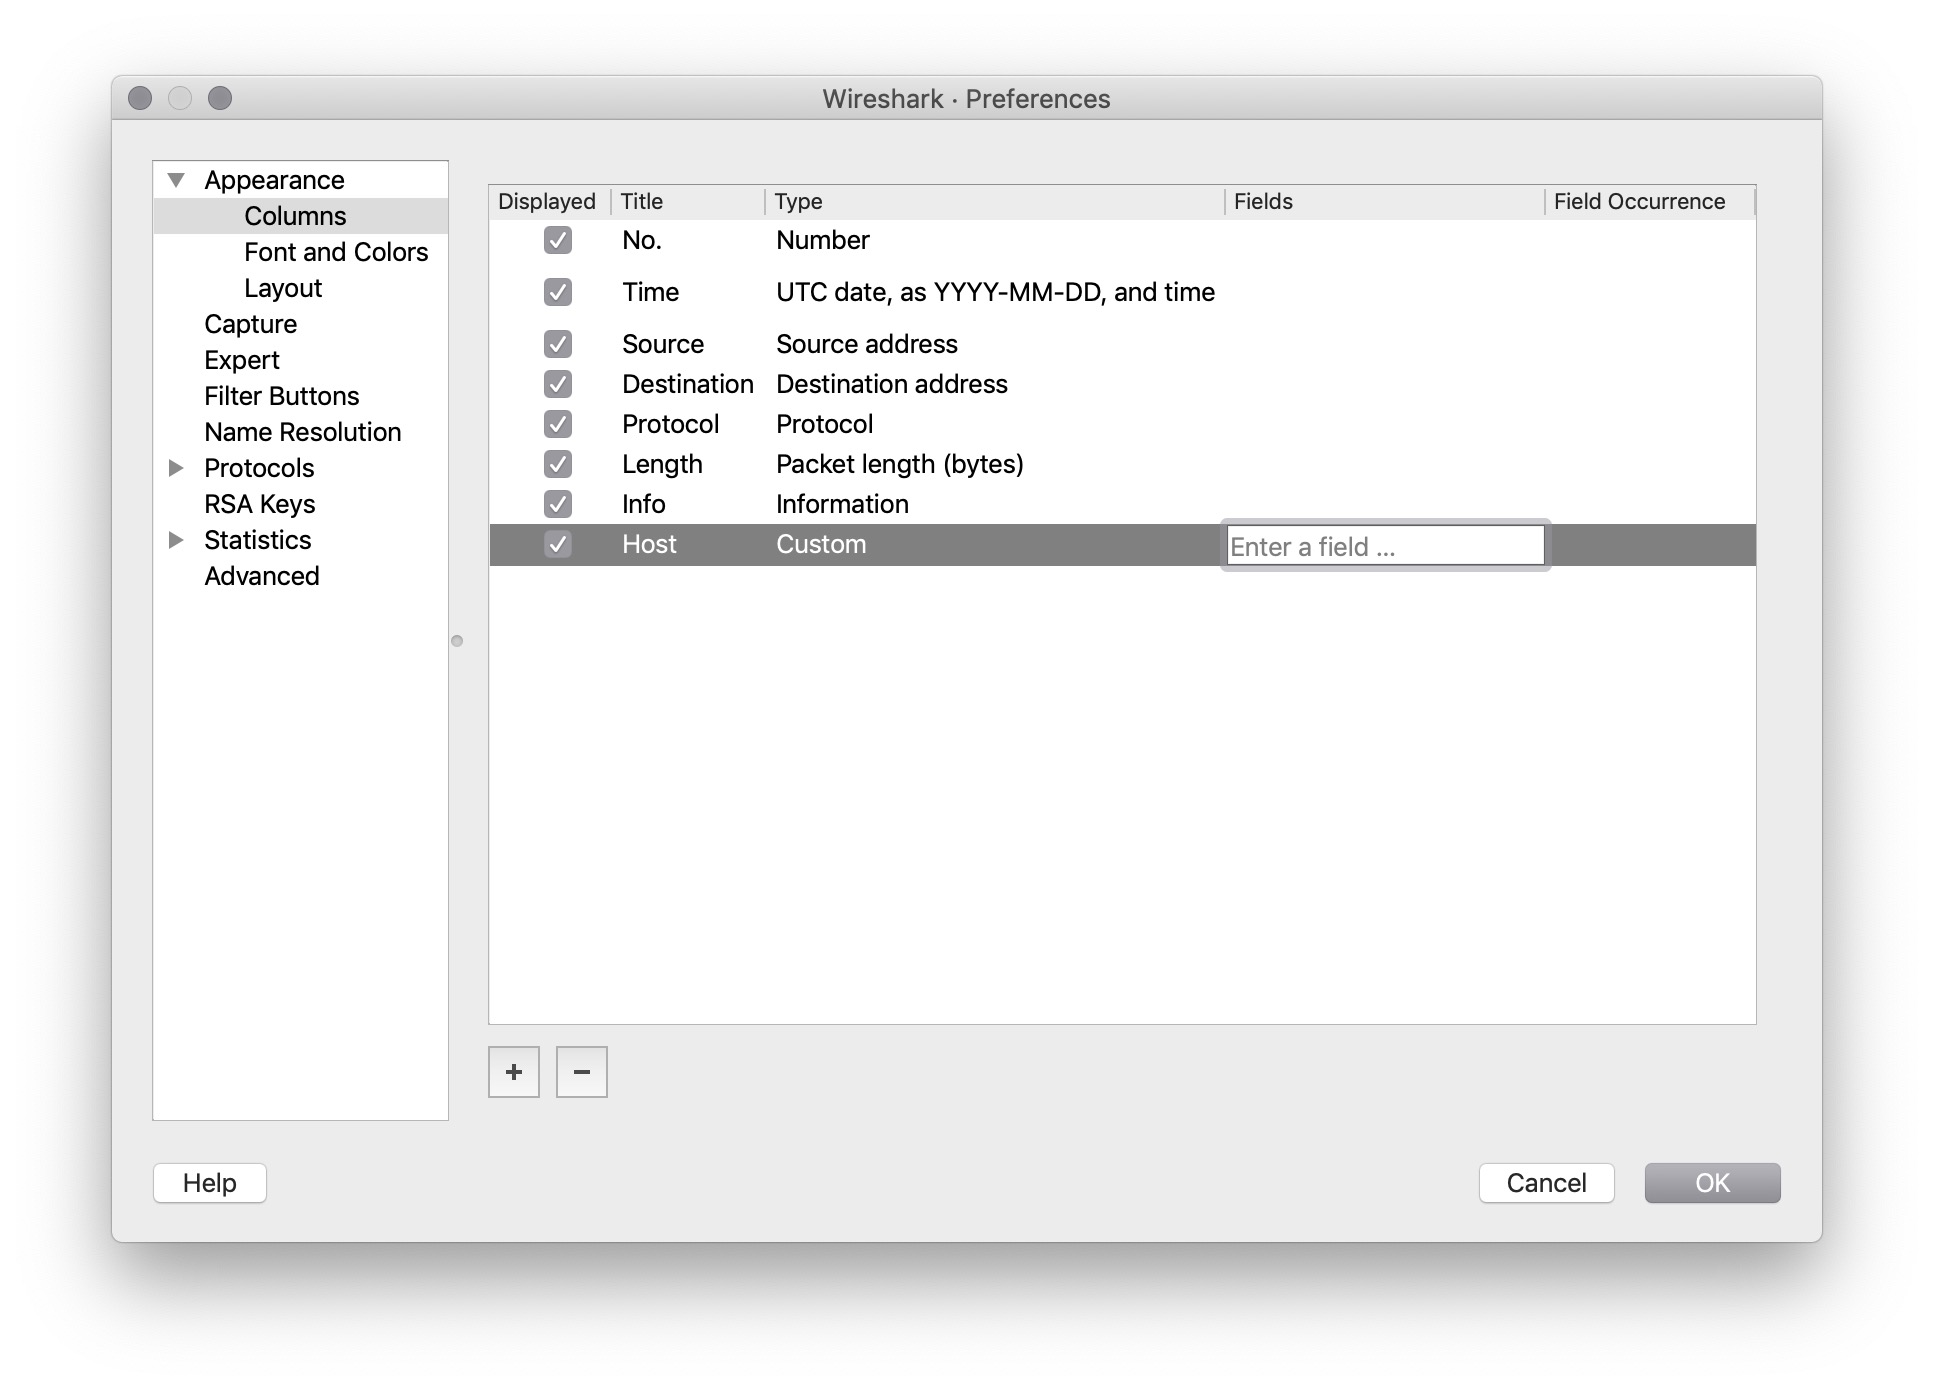 Wireshark · Preferences
Appearance
Columns
Font and Colors
Layout
Capture
Expert
Filter Buttons
Name Resolution
Protocols
RSA Keys
Statistics
Advanced
Displayed Title Type Fields Field Occurrence
No. Number
Time UTC date, as YYYY-MM-DD, and time
Source Source address
Destination Destination address
Protocol Protocol
Length Packet length (bytes)
Info Information
Host Custom Enter a field ...
+ −
Help Cancel OK